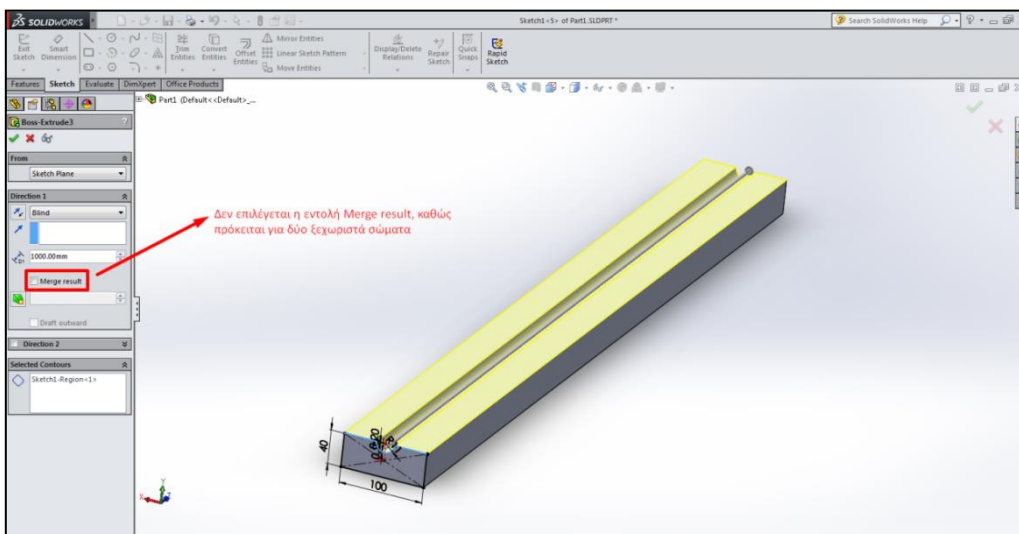 SOLIDWORKS
Sketch1 <5> of Part1.SLDPRT *
Search SolidWorks Help
Exit Sketch
Smart Dimension
Trim Entities
Convert Entities
Offset Entities
Mirror Entities
Linear Sketch Pattern
Move Entities
Display/Delete Relations
Repair Sketch
Quick Snaps
Rapid Sketch
Features Sketch Evaluate DimXpert Office Products
Part1 (Default<<Default>_...
Boss-Extrude3
From
Sketch Plane
Direction 1
Blind
1000.00mm
Merge result
Draft outward
Direction 2
Selected Contours
Sketch1-Region<1>
Δεν επιλέγεται η εντολή Merge result, καθώς
πρόκειται για δύο ξεχωριστά σώματα
40
20
100